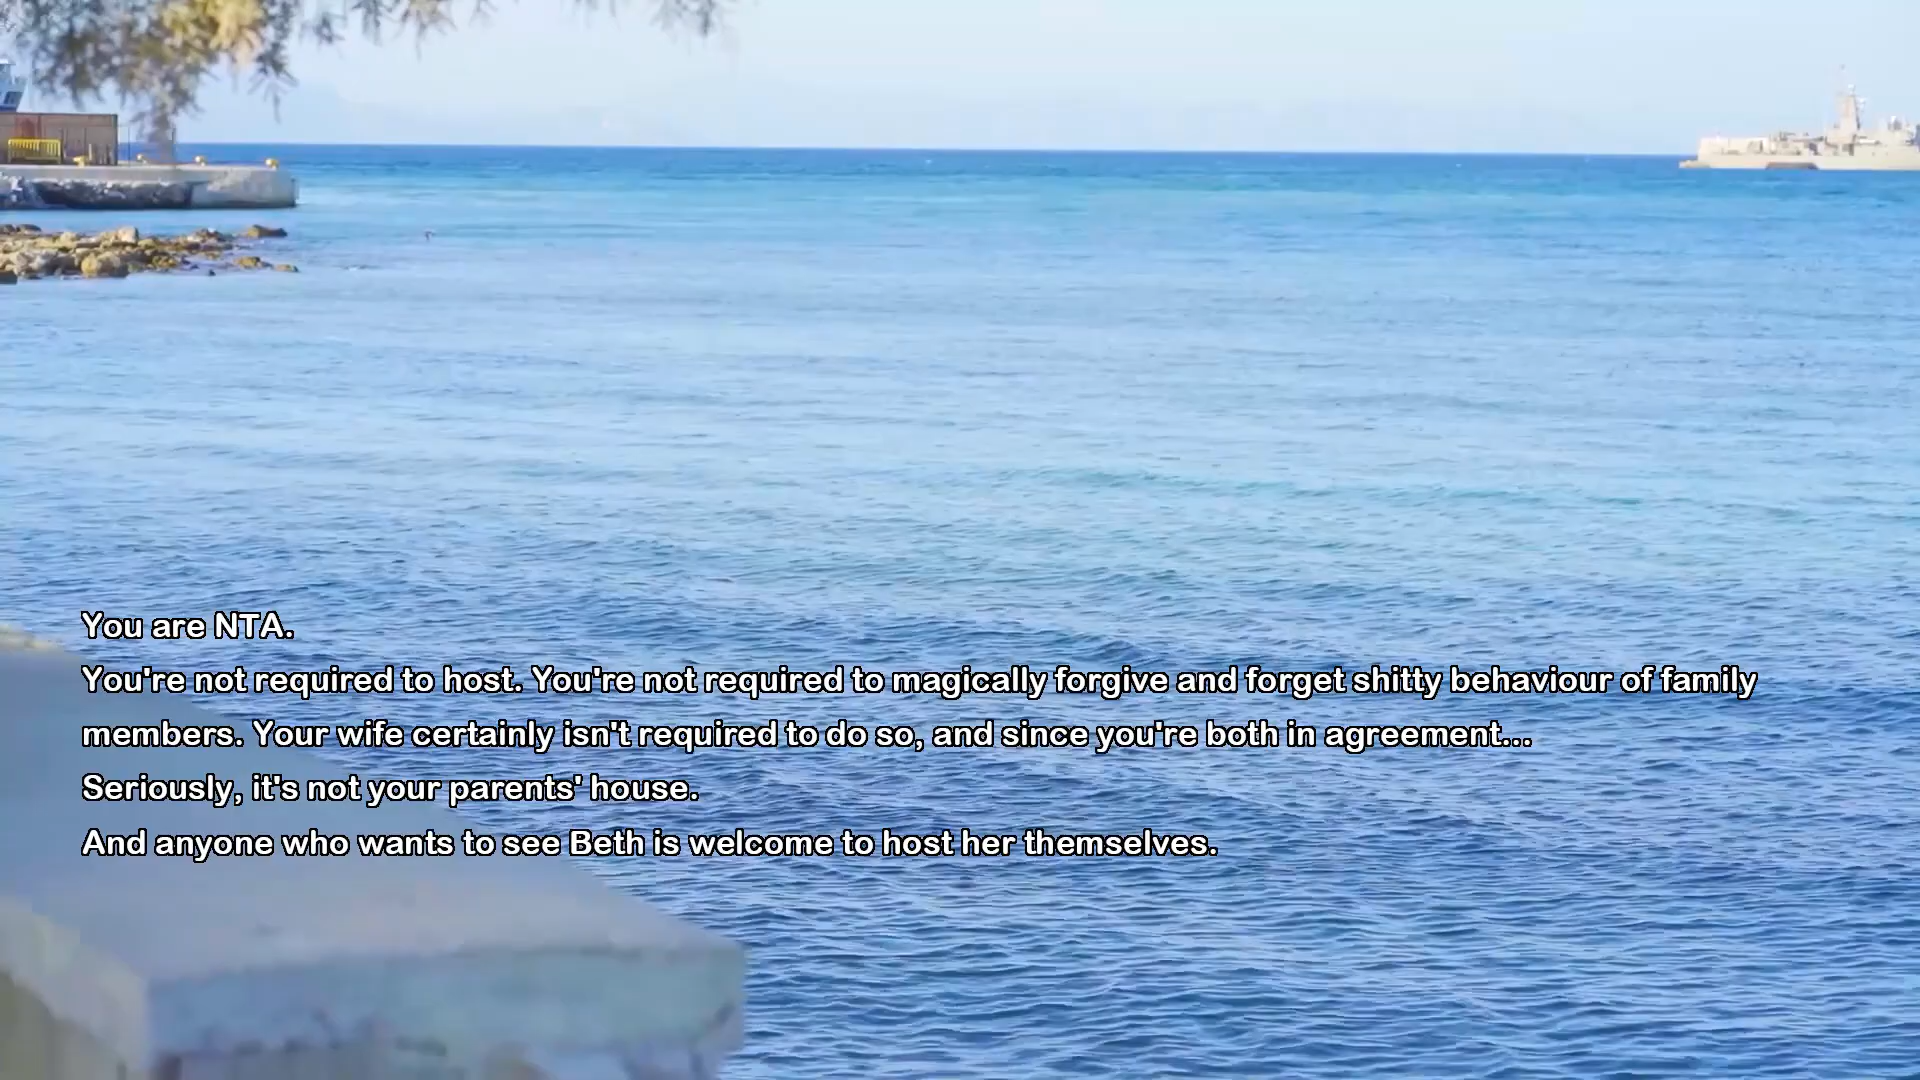 You are NTA.
You're not required to host. You're not required to magically forgive and forget shitty behaviour of family
members. Your wife certainly isn't required to do so, and since you're both in agreement...
Seriously, it's not your parents' house.
And anyone who wants to see Beth is welcome to host her themselves.